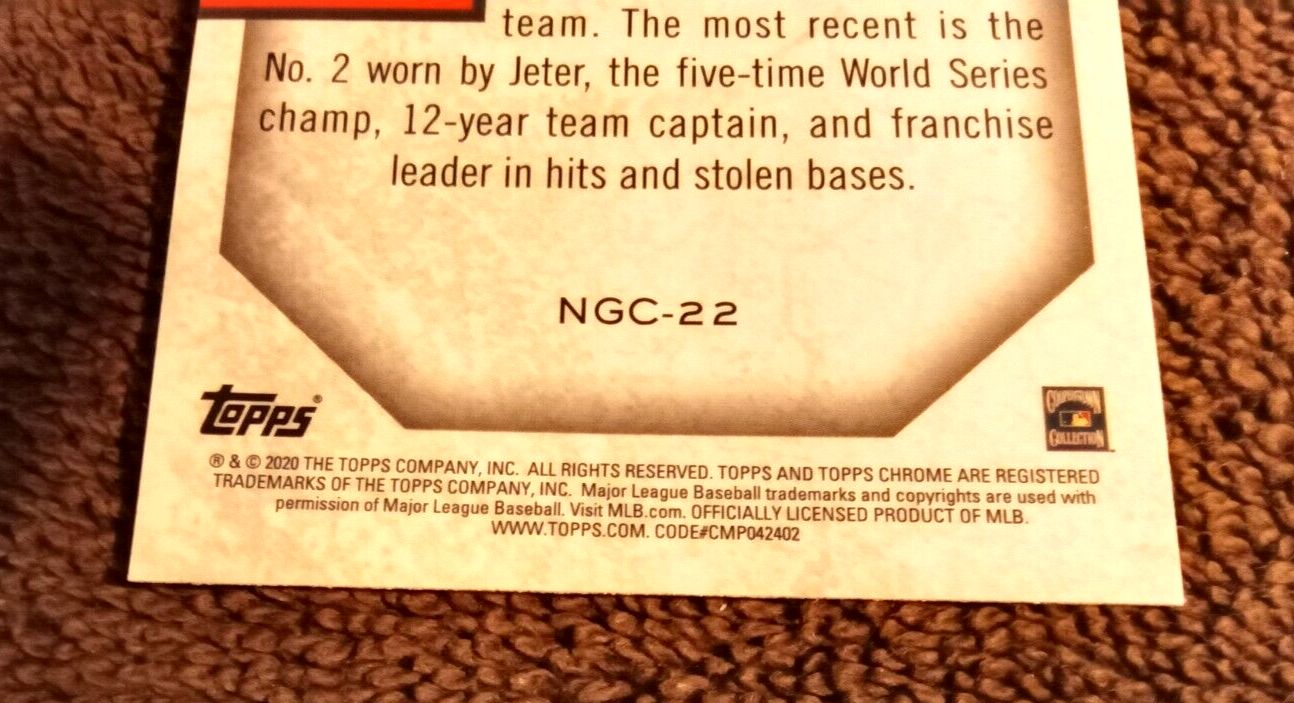 team. The most recent is the
No. 2 worn by Jeter, the five-time World Series
champ, 12-year team captain, and franchise
leader in hits and stolen bases.
NGC-22
topps®
COOPERSTOWN
COLLECTION
® & © 2020 THE TOPPS COMPANY, INC. ALL RIGHTS RESERVED. TOPPS AND TOPPS CHROME ARE REGISTERED
TRADEMARKS OF THE TOPPS COMPANY, INC. Major League Baseball trademarks and copyrights are used with
permission of Major League Baseball. Visit MLB.com. OFFICIALLY LICENSED PRODUCT OF MLB.
WWW.TOPPS.COM. CODE#CMP042402